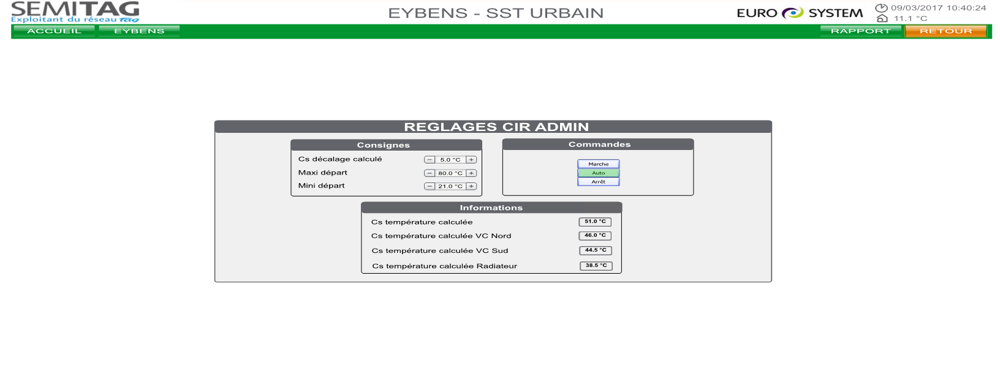 SEMITAG
Exploitant du réseau tag
EYBENS - SST URBAIN
EURO SYSTEM
09/03/2017 10:40:24
11.1 °C
ACCUEIL
EYBENS
RAPPORT
RETOUR
REGLAGES CIR ADMIN
Consignes
Cs décalage calculé − 5.0 °C +
Maxi départ − 80.0 °C +
Mini départ − 21.0 °C +
Commandes
Marche
Auto
Arrêt
Informations
Cs température calculée 51.0 °C
Cs température calculée VC Nord 46.0 °C
Cs température calculée VC Sud 44.5 °C
Cs température calculée Radiateur 38.5 °C